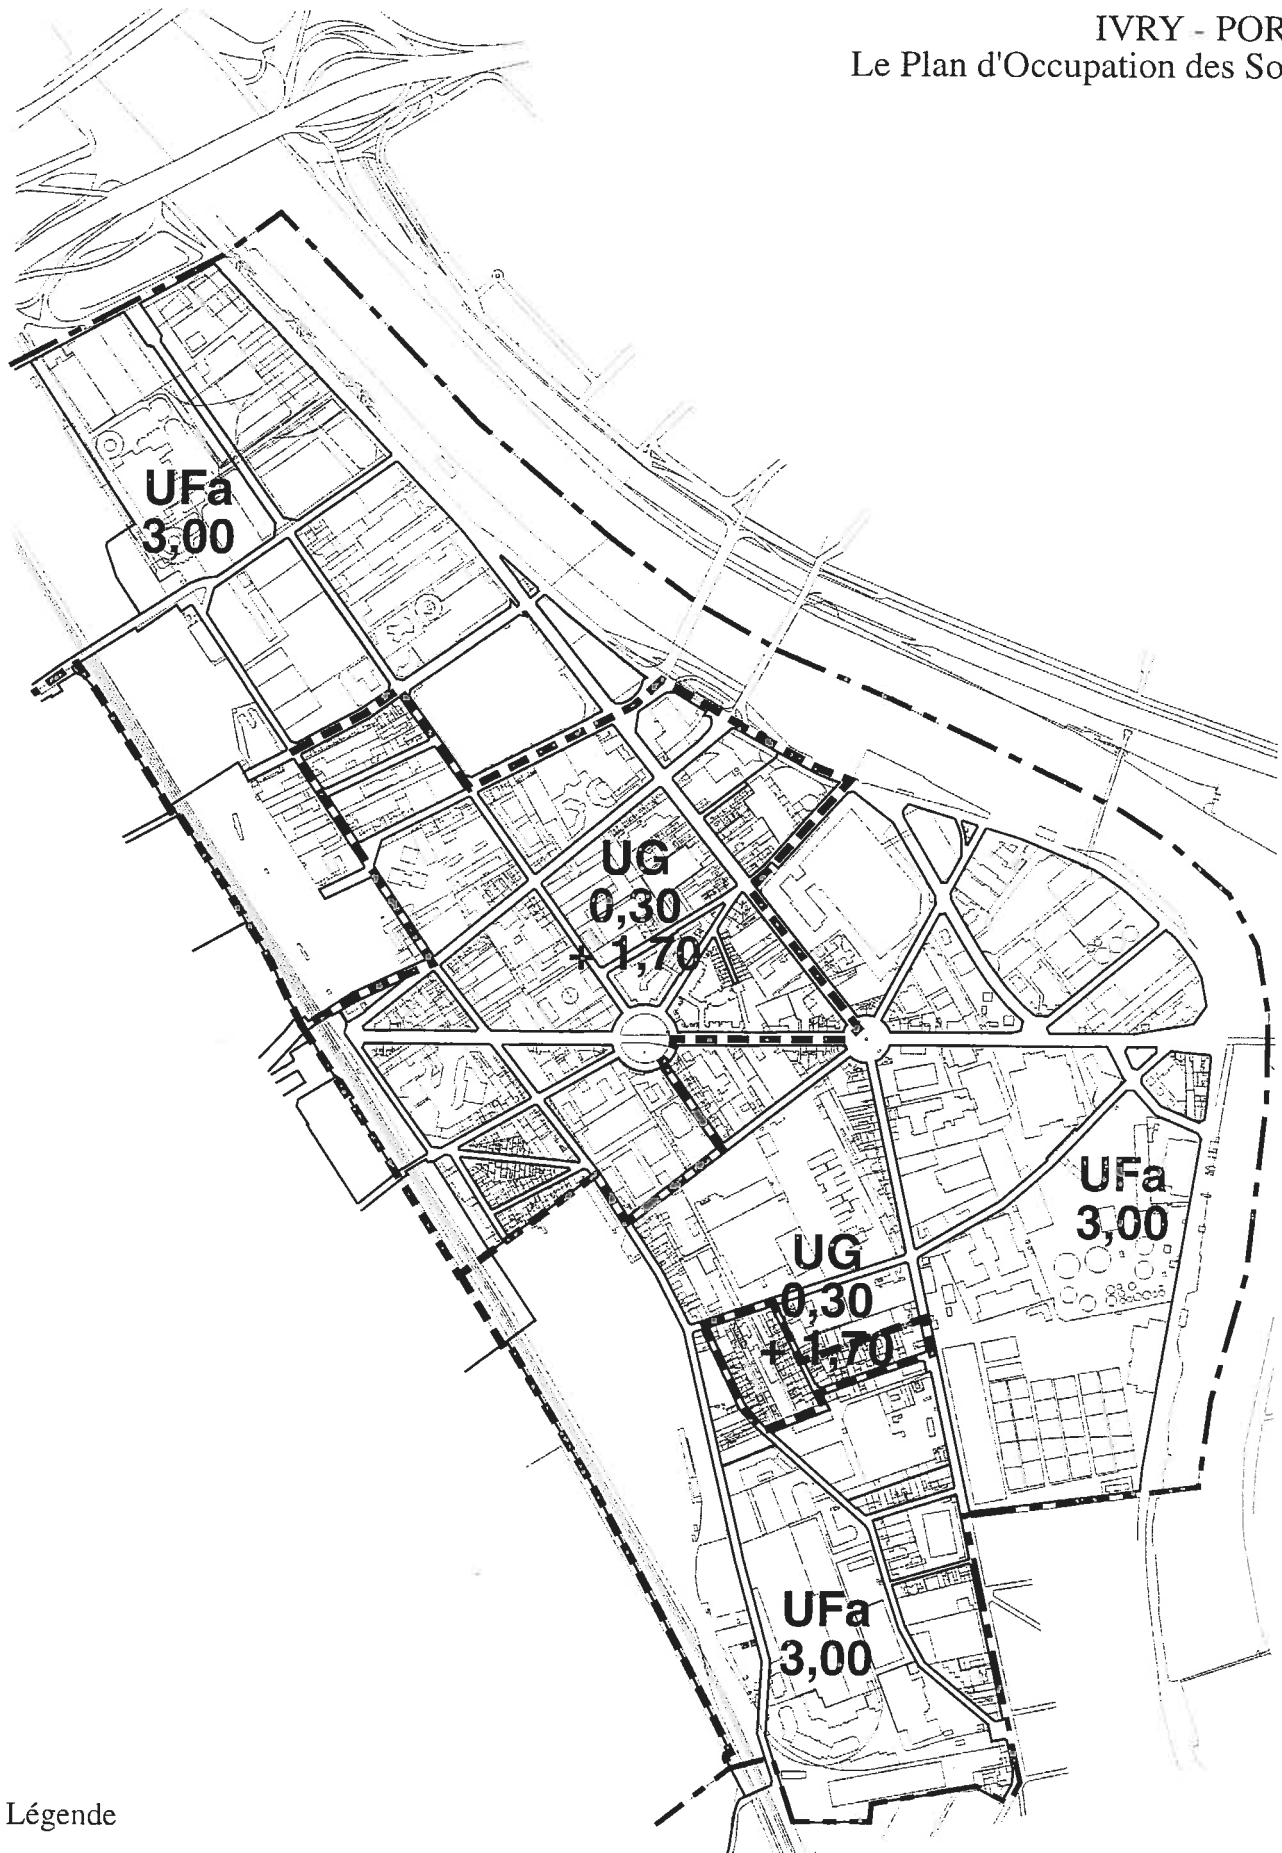 IVRY - POR
Le Plan d'Occupation des So
UFa
3,00
UG
0,30
+ 1,70
UFa
3,00
UG
0,30
+ 1,70
UFa
3,00
Légende